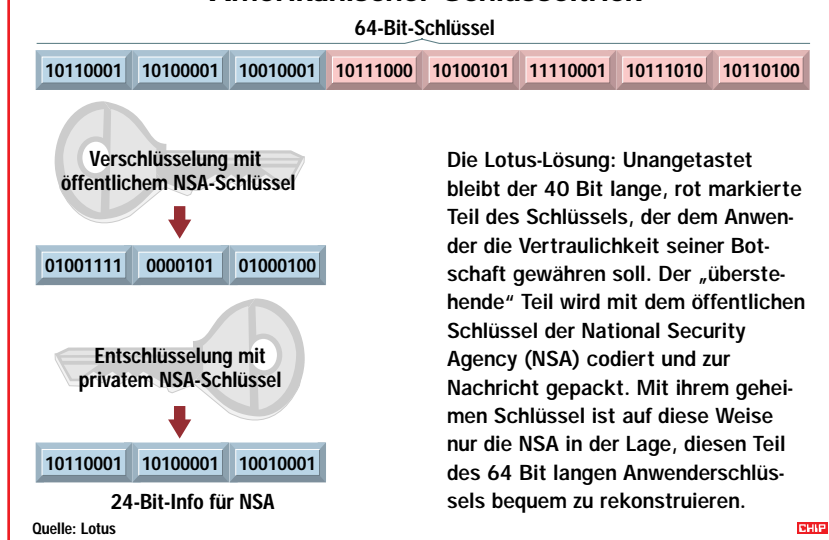 Amerikanischer Schlüsseltrick
64-Bit-Schlüssel
10110001 10100001 10010001 10111000 10100101 11110001 10111010 10110100
Verschlüsselung mit
öffentlichem NSA-Schlüssel
01001111 0000101 01000100
Entschlüsselung mit
privatem NSA-Schlüssel
10110001 10100001 10010001
24-Bit-Info für NSA
Die Lotus-Lösung: Unangetastet
bleibt der 40 Bit lange, rot markierte
Teil des Schlüssels, der dem Anwen-
der die Vertraulichkeit seiner Bot-
schaft gewähren soll. Der „überste-
hende“ Teil wird mit dem öffentlichen
Schlüssel der National Security
Agency (NSA) codiert und zur
Nachricht gepackt. Mit ihrem gehei-
men Schlüssel ist auf diese Weise
nur die NSA in der Lage, diesen Teil
des 64 Bit langen Anwenderschlüs-
sels bequem zu rekonstruieren.
Quelle: Lotus
CHIP